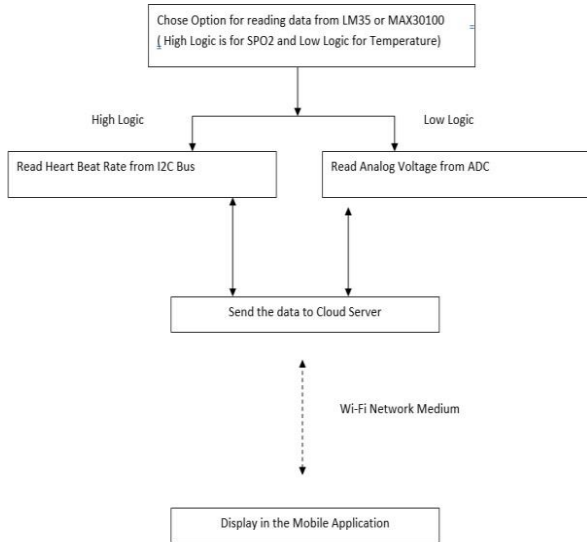 Chose Option for reading data from LM35 or MAX30100
( High Logic is for SPO2 and Low Logic for Temperature)
High Logic
Low Logic
Read Heart Beat Rate from I2C Bus
Read Analog Voltage from ADC
Send the data to Cloud Server
Wi-Fi Network Medium
Display in the Mobile Application